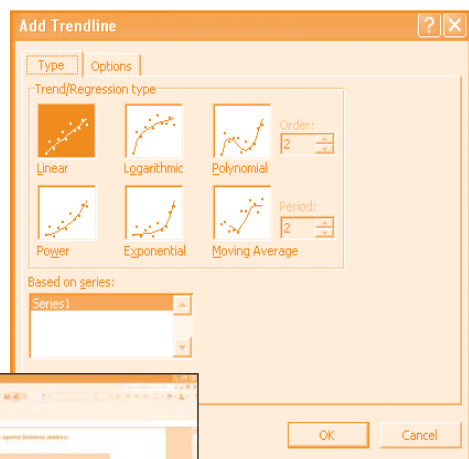 Add Trendline
Type Options
Trend/Regression type
Order:
2
Linear Logarithmic Polynomial
Period:
2
Power Exponential Moving Average
Based on series:
Series1
OK Cancel